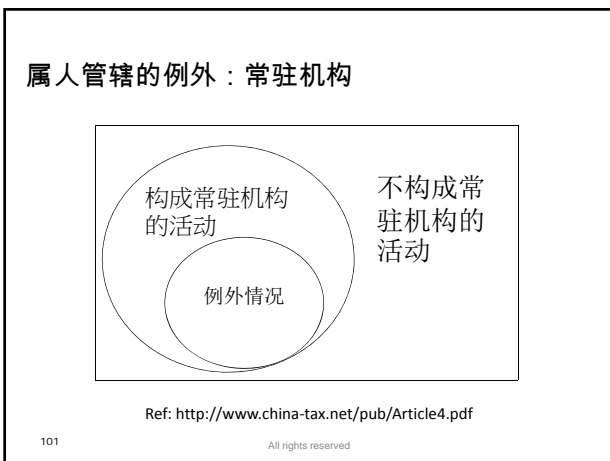 属人管辖的例外：常驻机构
构成常驻机构
的活动
不构成常
驻机构的
活动
例外情况
Ref: http://www.china-tax.net/pub/Article4.pdf
101
All rights reserved